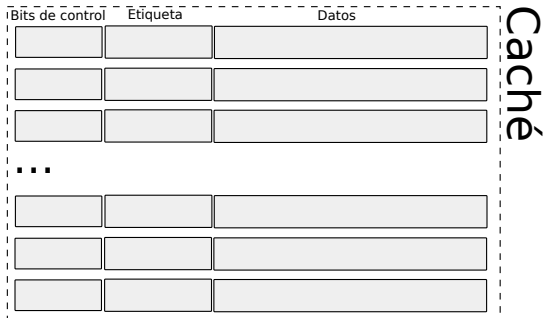 Bits de control
Etiqueta
Datos
Caché
...